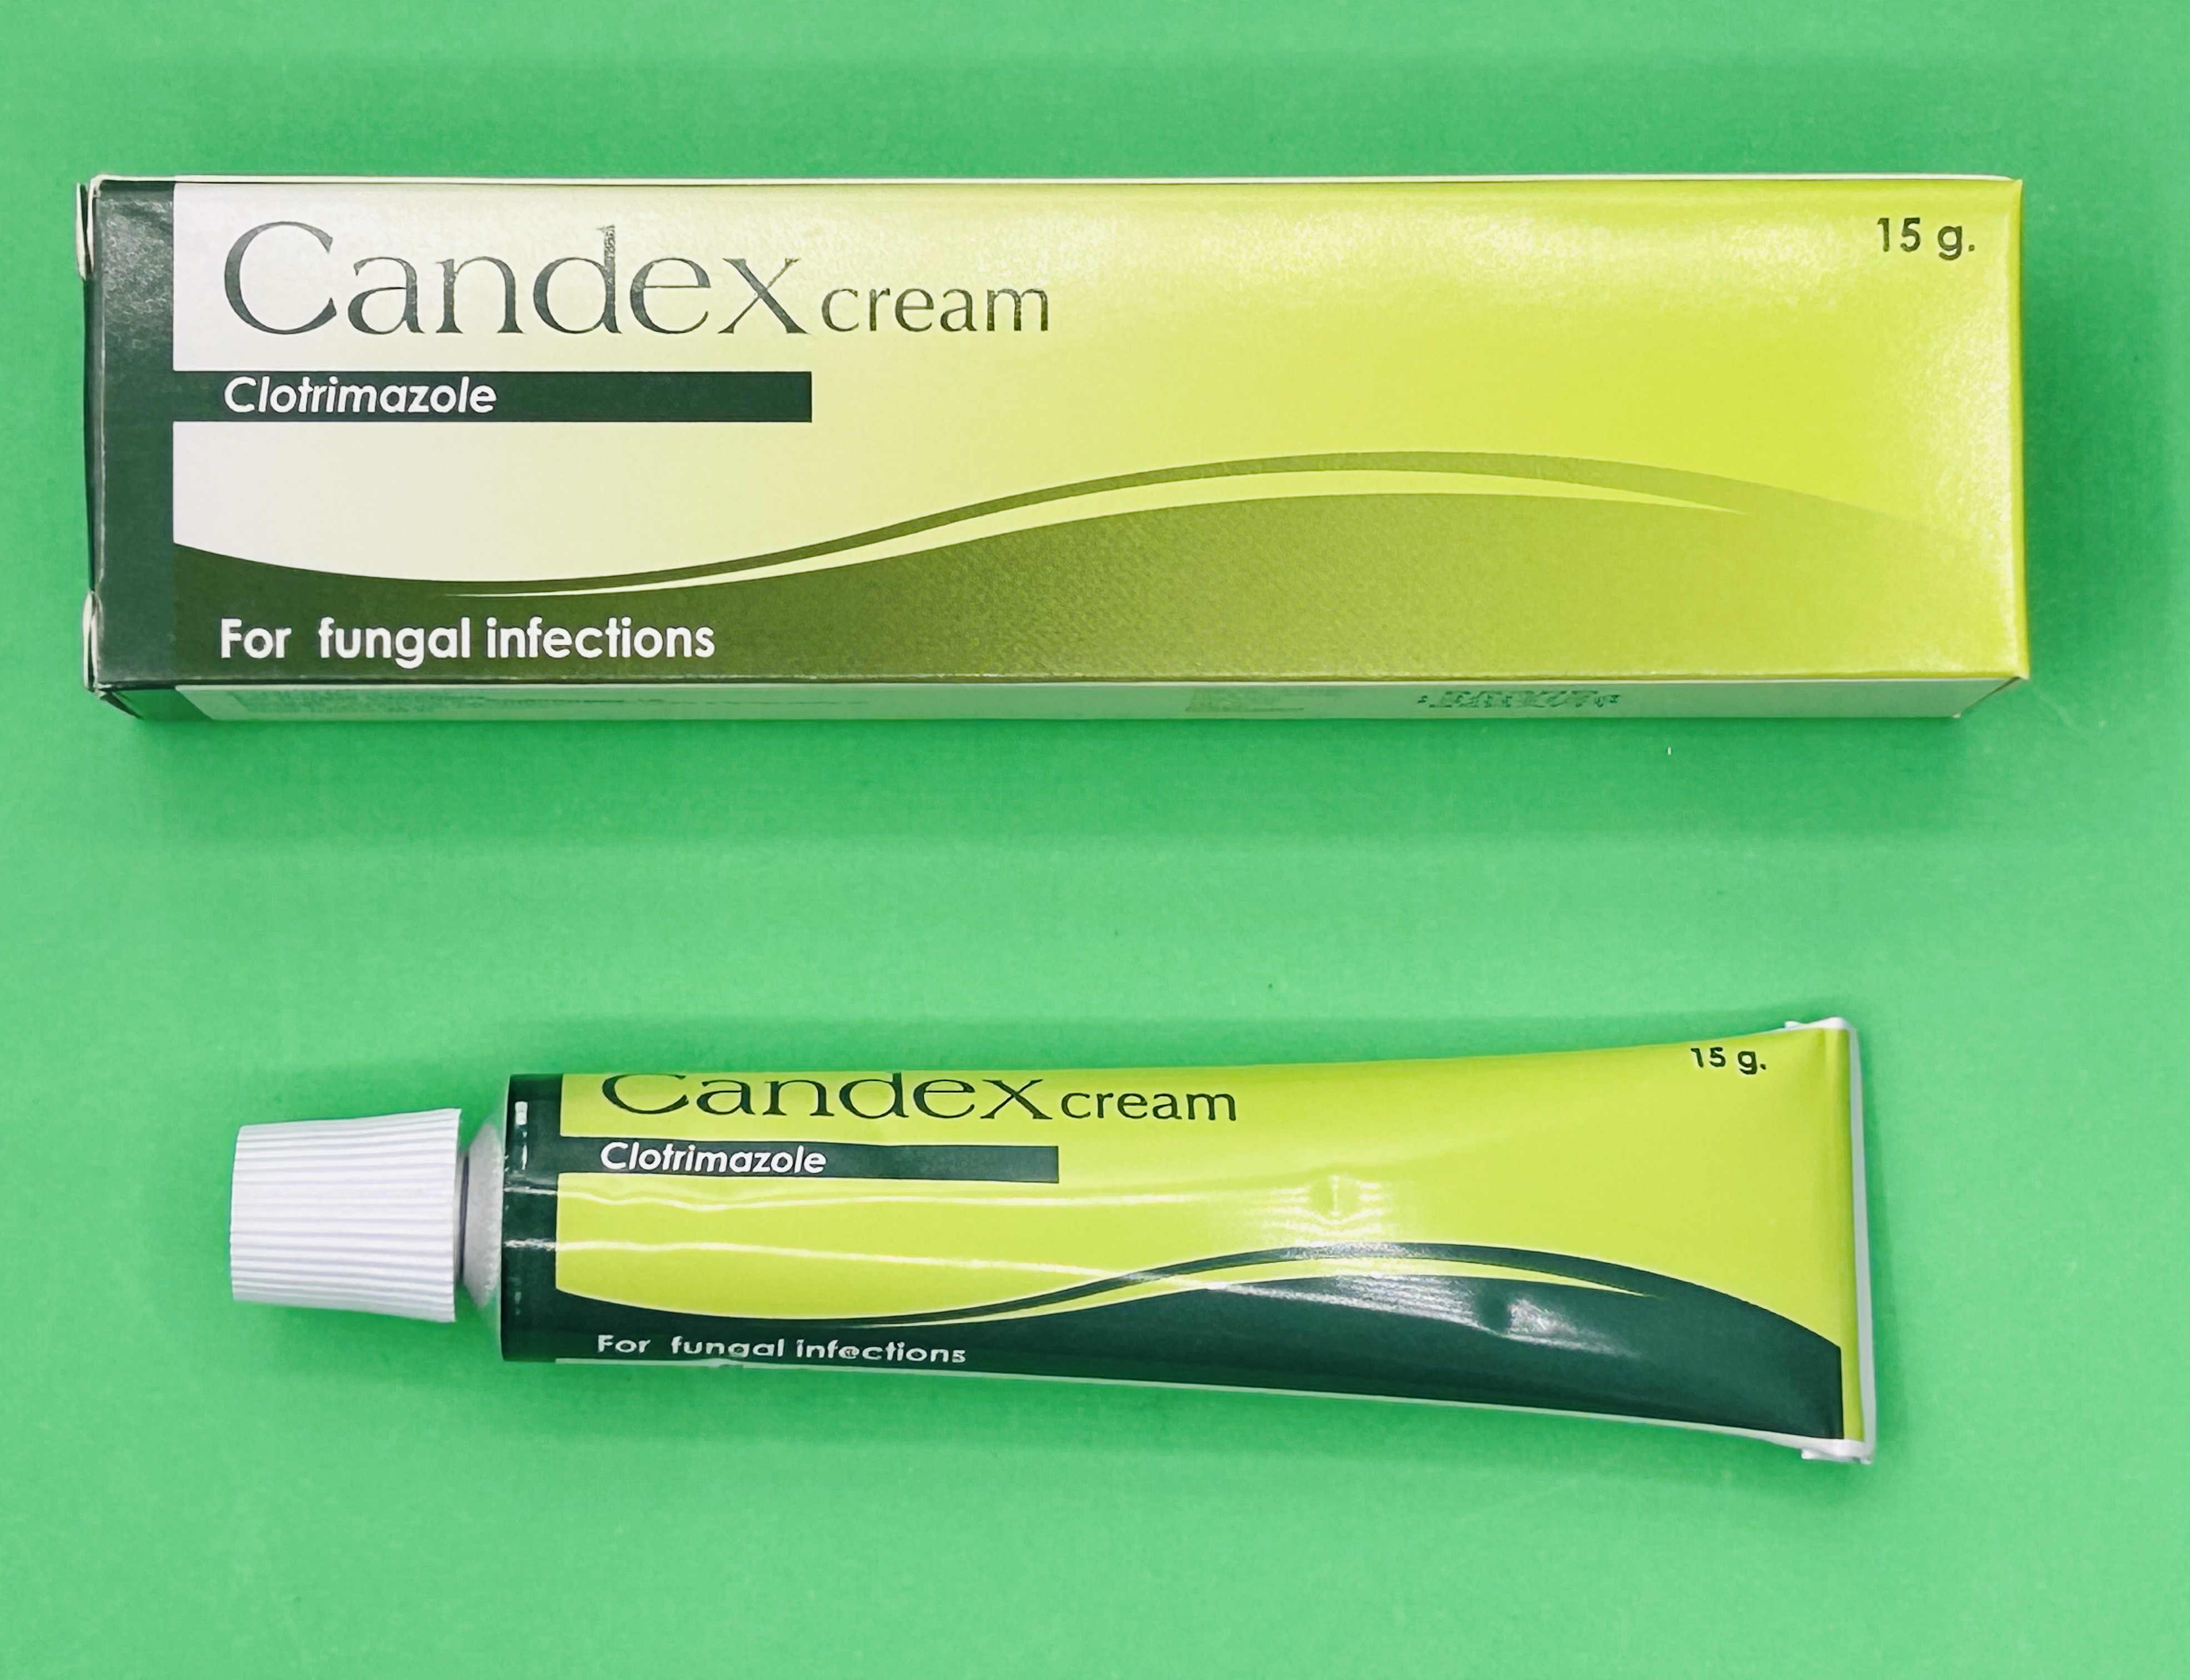 Candex cream
15 g.
Clotrimazole
For fungal infections
Candex cream
15 g.
Clotrimazole
For fungal infections